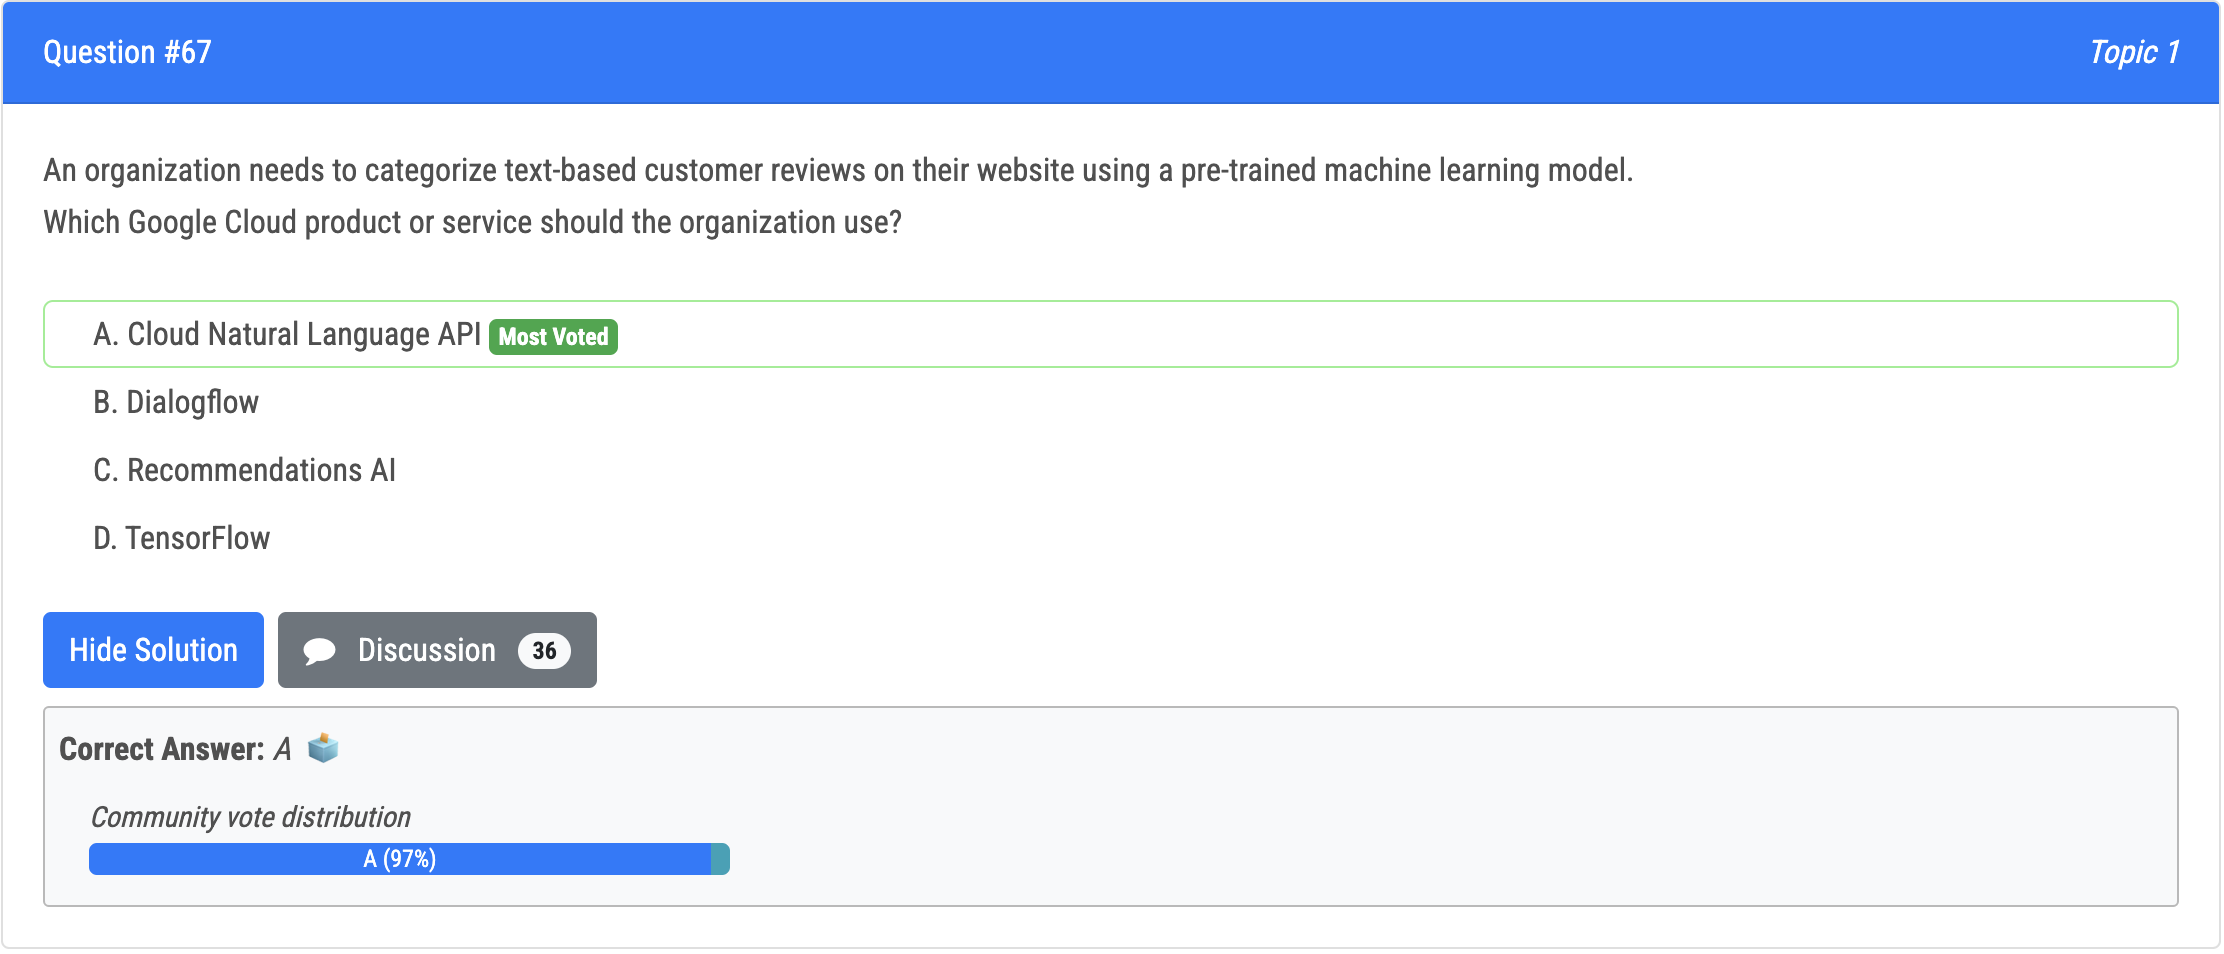 Question #67
Topic 1
An organization needs to categorize text-based customer reviews on their website using a pre-trained machine learning model.
Which Google Cloud product or service should the organization use?
A. Cloud Natural Language API Most Voted
B. Dialogflow
C. Recommendations AI
D. TensorFlow
Hide Solution
Discussion 36
Correct Answer: A
Community vote distribution
A (97%)